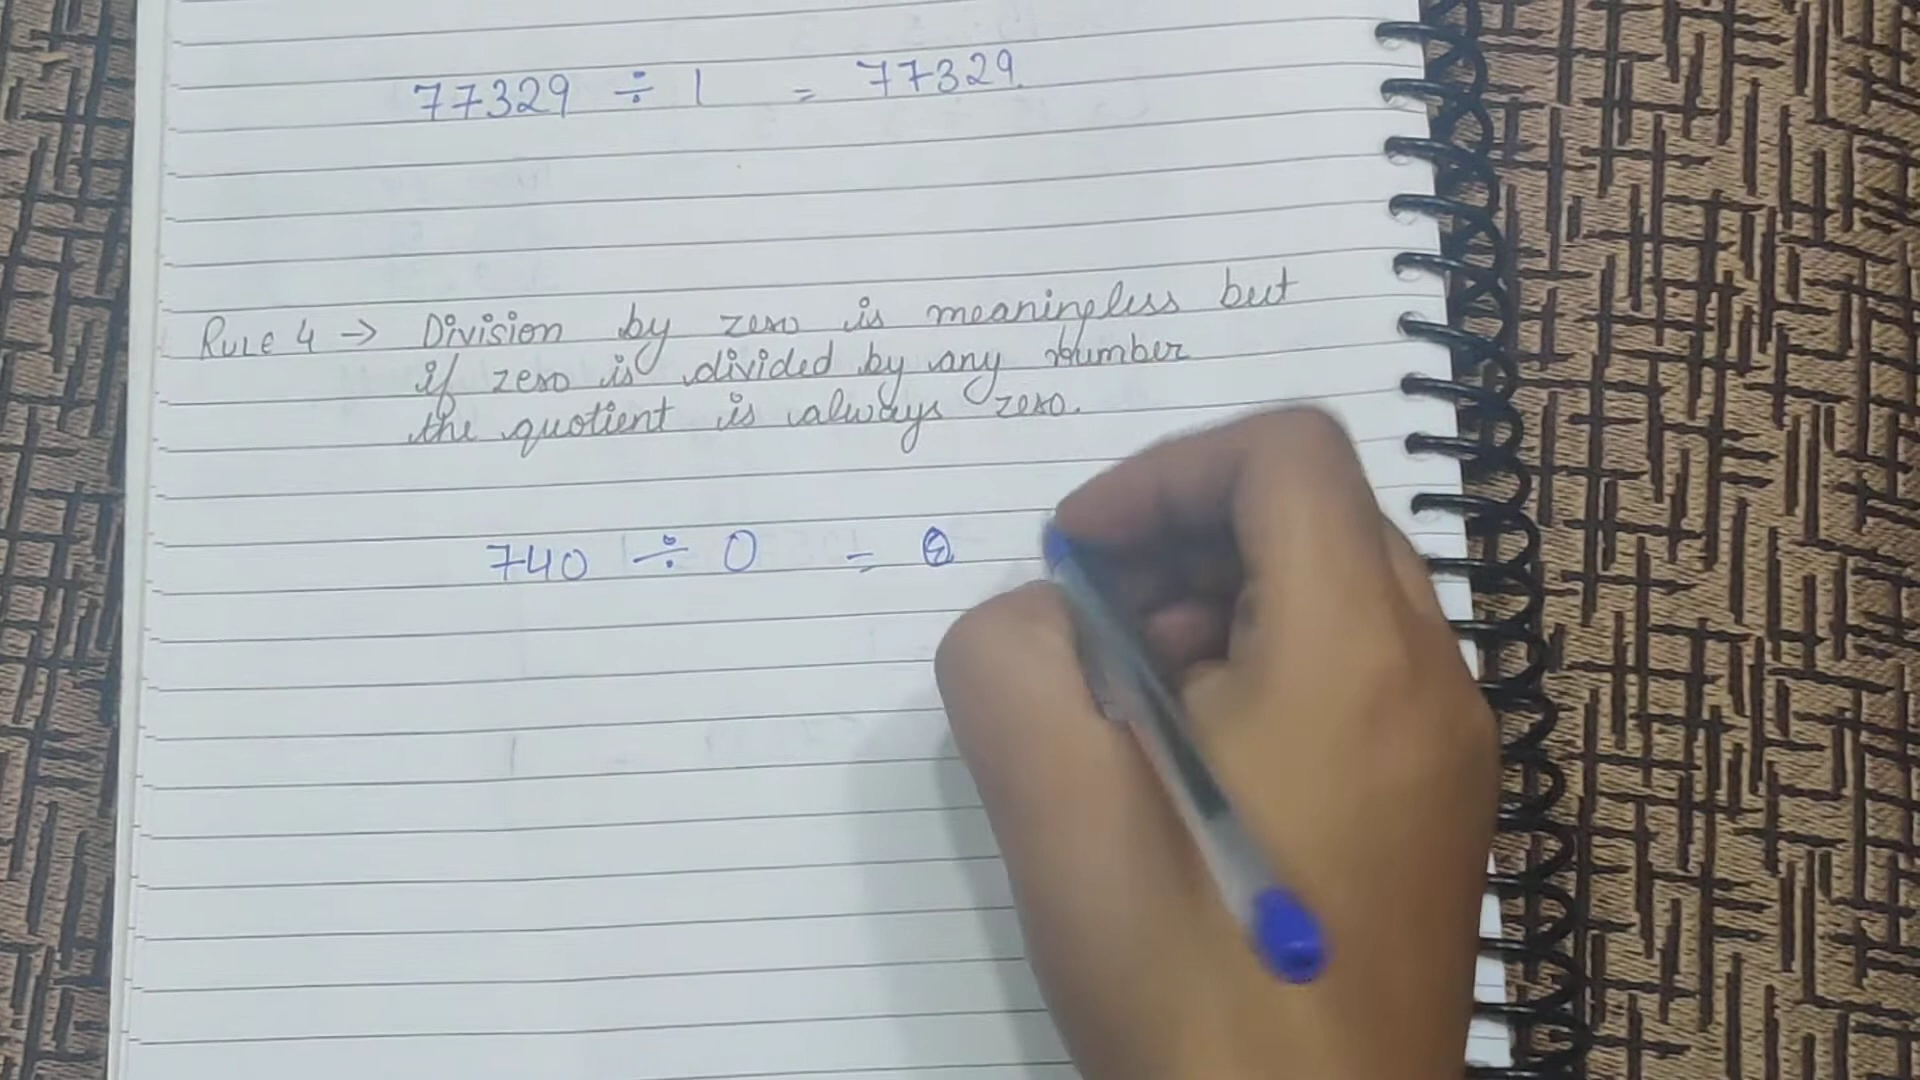 77329 ÷ 1 = 77329.
Rule 4 → Division by zero is meaningless but
if zero is divided by any number
the quotient is always zero.
740 ÷ 0 =